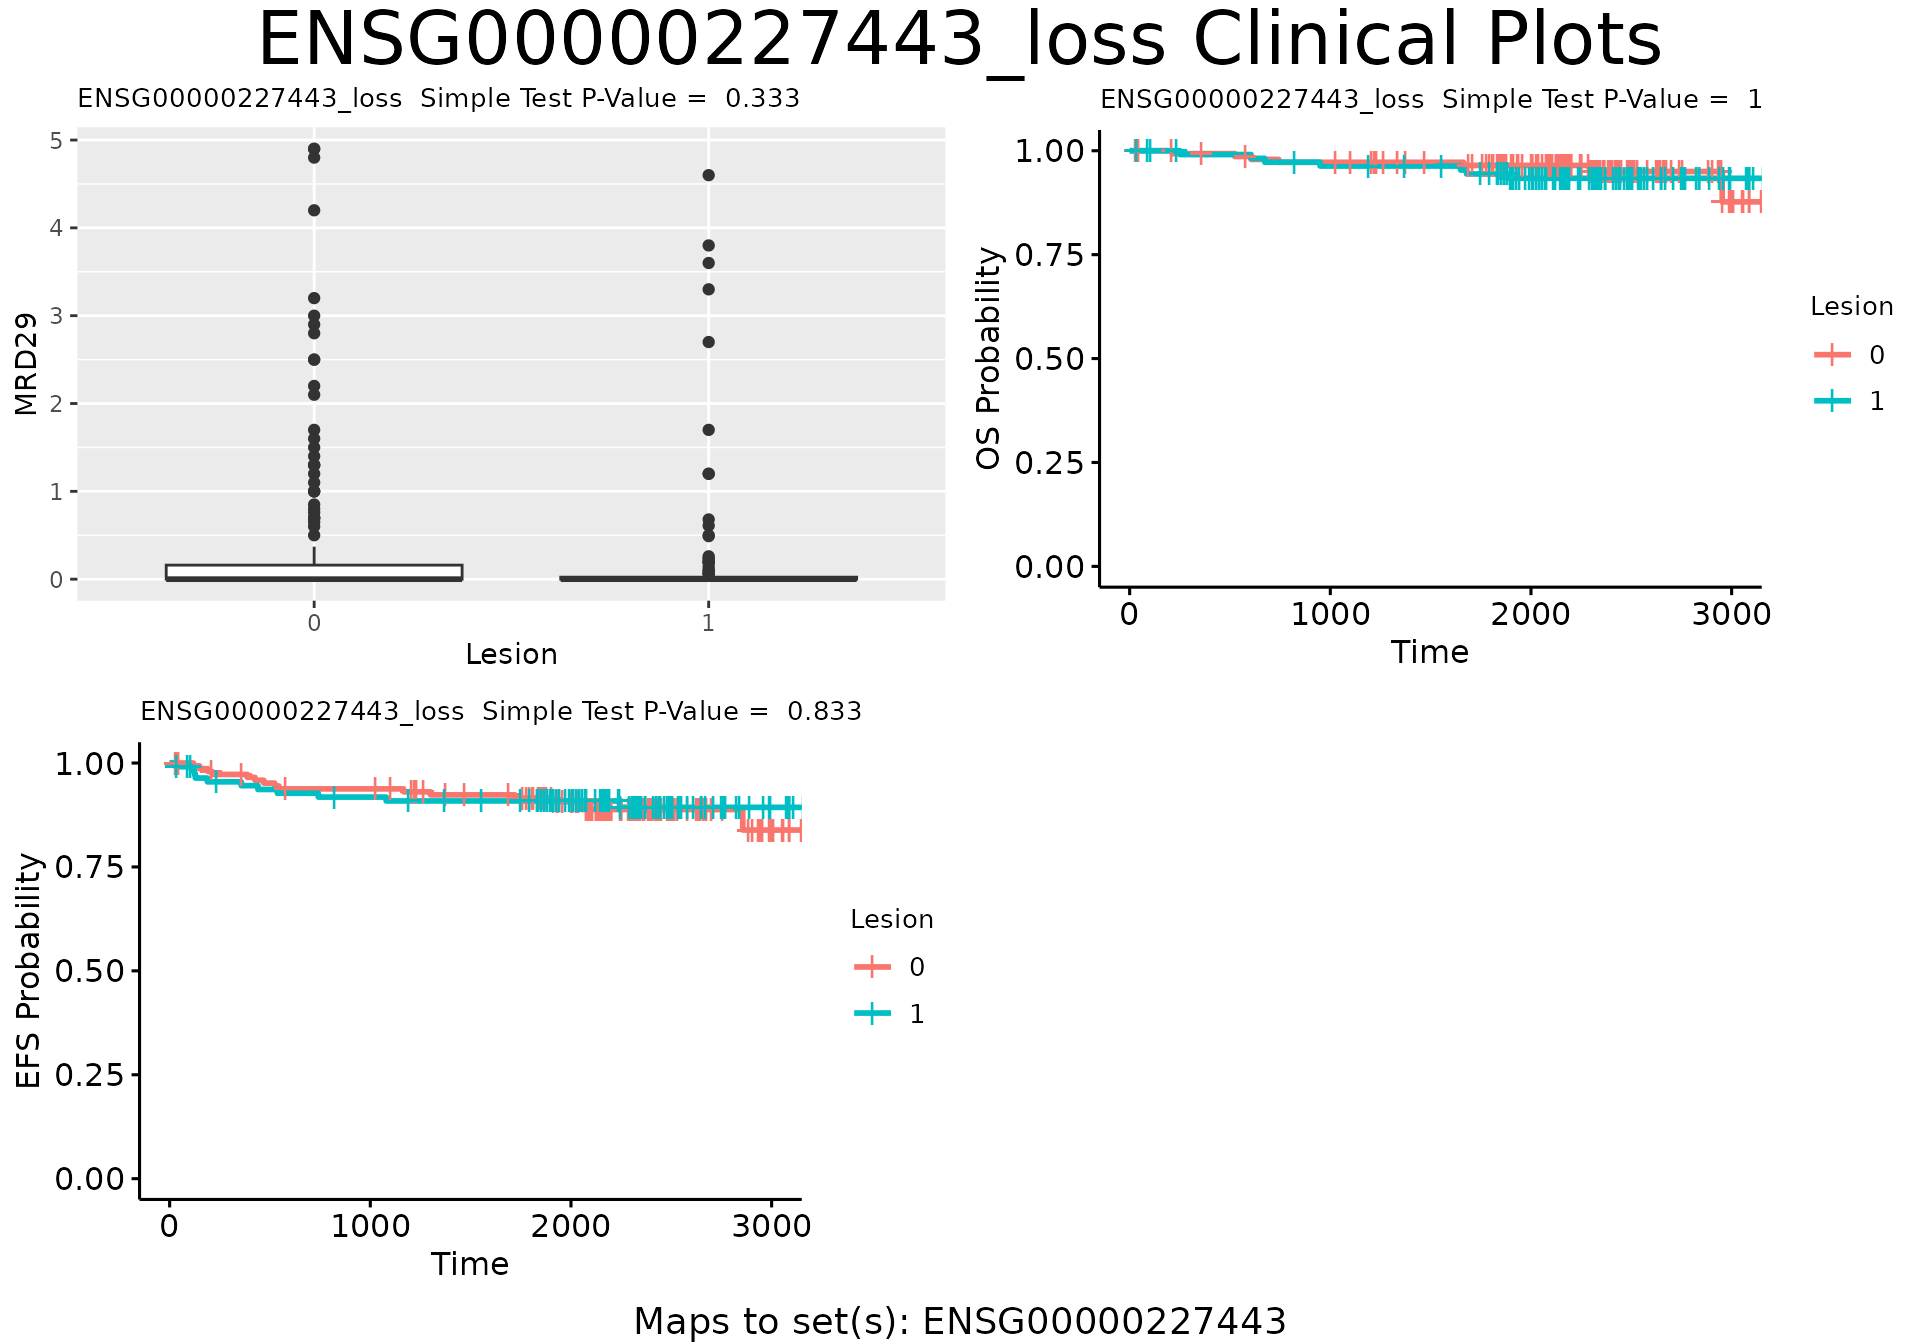 ENSG00000227443_loss Clinical Plots
ENSG00000227443_loss  Simple Test P-Value =  0.333
5
4
3
2
1
0
MRD29
0
1
Lesion
ENSG00000227443_loss  Simple Test P-Value =  1
1.00
0.75
0.50
0.25
0.00
OS Probability
0
1000
2000
3000
Time
Lesion
0
1
ENSG00000227443_loss  Simple Test P-Value =  0.833
1.00
0.75
0.50
0.25
0.00
EFS Probability
0
1000
2000
3000
Time
Lesion
0
1
Maps to set(s): ENSG00000227443